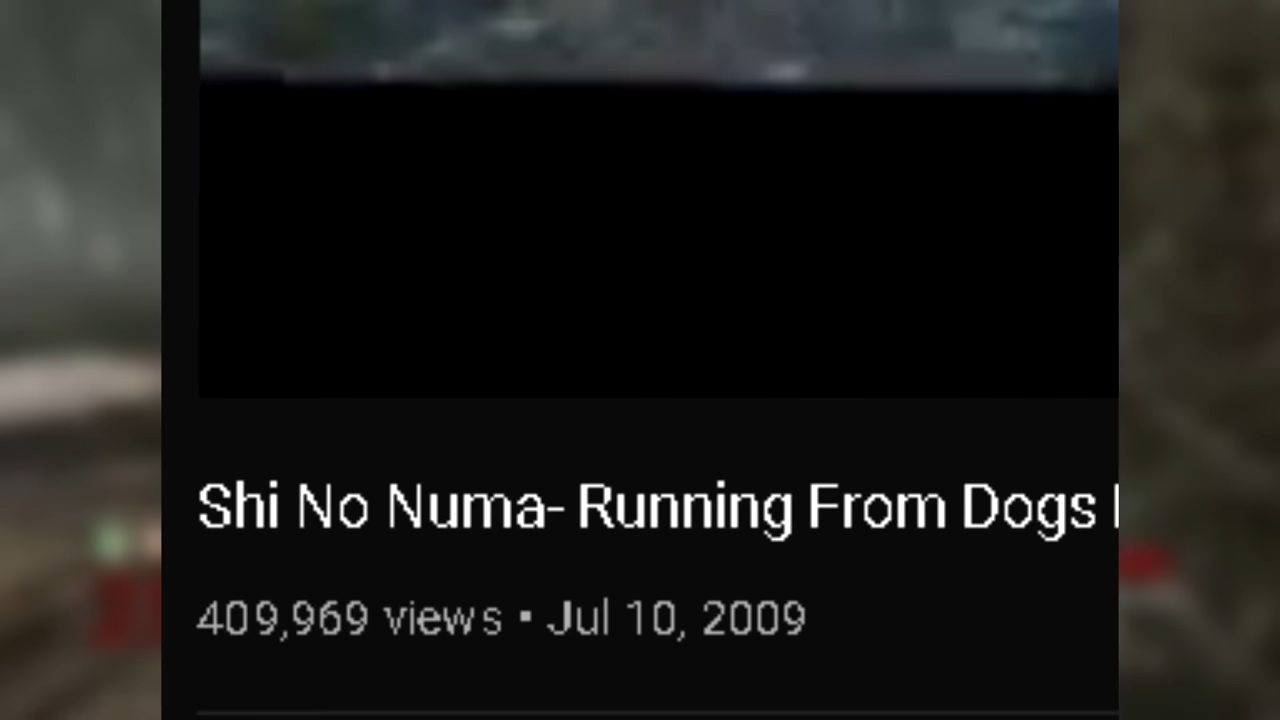 Shi No Numa- Running From Dogs
409,969 views • Jul 10, 2009